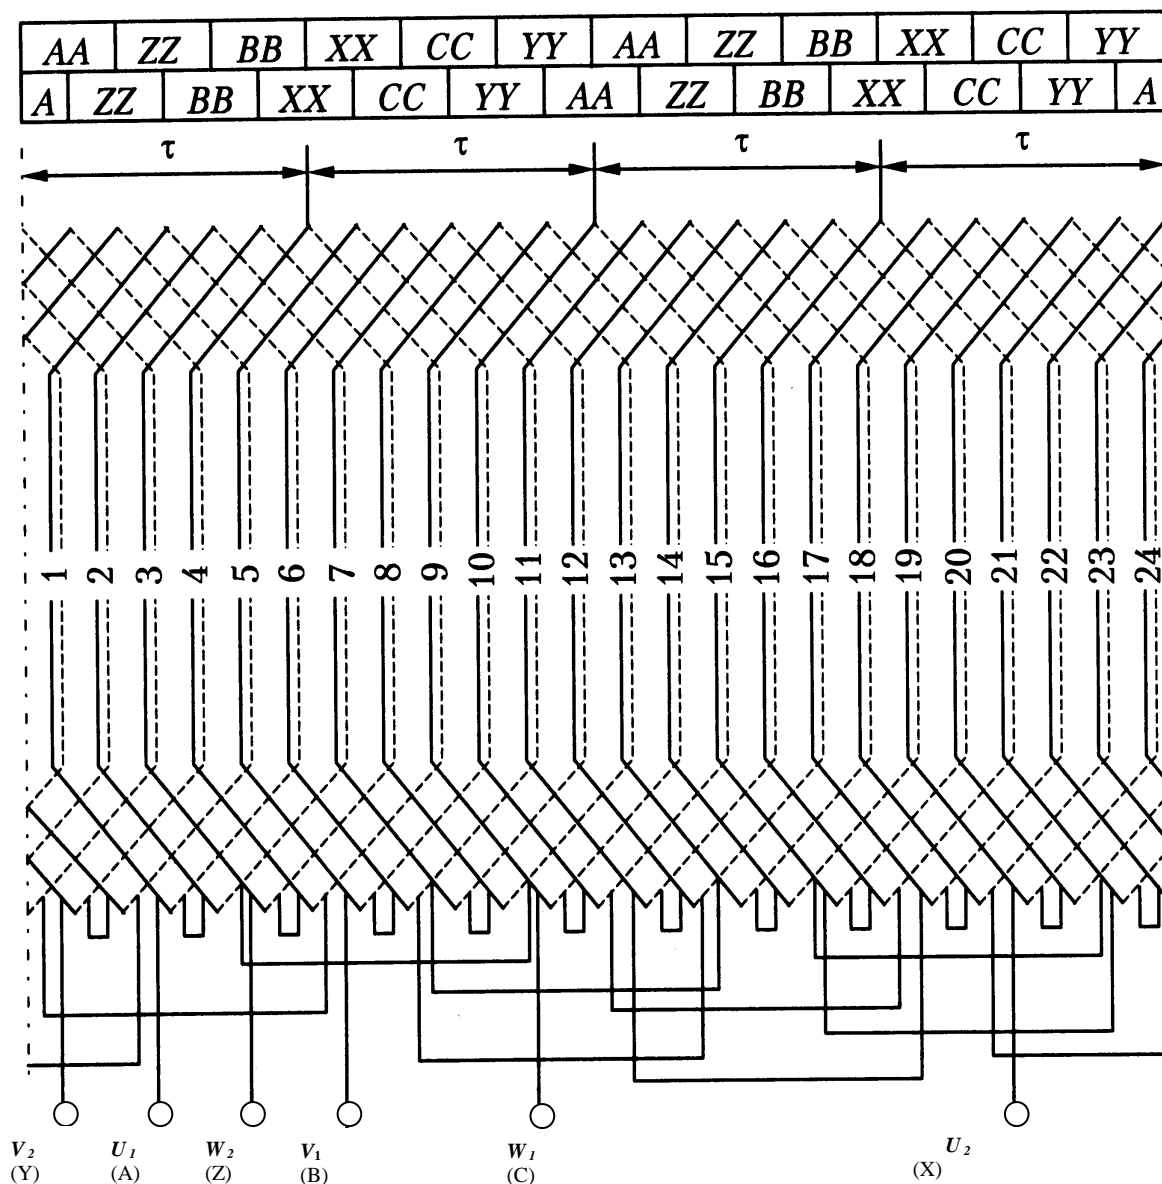 AA ZZ BB XX CC YY AA ZZ BB XX CC YY
A ZZ BB XX CC YY AA ZZ BB XX CC YY A
τ τ τ τ
1 2 3 4 5 6 7 8 9 10 11 12 13 14 15 16 17 18 19 20 21 22 23 24
V₂ U₁ W₂ V₁ W₁ U₂
(Y) (A) (Z) (B) (C) (X)